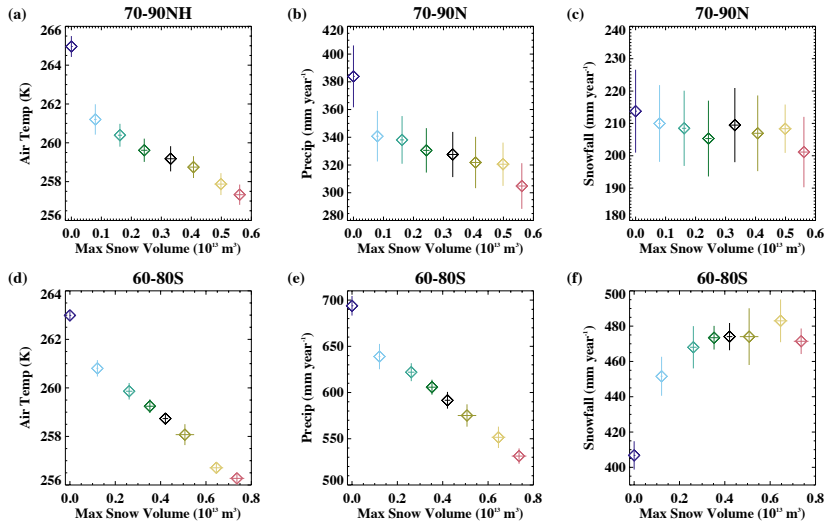 (a) 70-90NH
Air Temp (K)
266
264
262
260
258
256
0.0 0.1 0.2 0.3 0.4 0.5 0.6
Max Snow Volume (10¹³ m³)
(b) 70-90N
Precip (mm year⁻¹)
420
400
380
360
340
320
300
280
0.0 0.1 0.2 0.3 0.4 0.5 0.6
Max Snow Volume (10¹³ m³)
(c) 70-90N
Snowfall (mm year⁻¹)
240
230
220
210
200
190
180
0.0 0.1 0.2 0.3 0.4 0.5 0.6
Max Snow Volume (10¹³ m³)
(d) 60-80S
Air Temp (K)
264
262
260
258
256
0.0 0.2 0.4 0.6 0.8
Max Snow Volume (10¹³ m³)
(e) 60-80S
Precip (mm year⁻¹)
700
650
600
550
500
0.0 0.2 0.4 0.6 0.8
Max Snow Volume (10¹³ m³)
(f) 60-80S
Snowfall (mm year⁻¹)
500
480
460
440
420
400
0.0 0.2 0.4 0.6 0.8
Max Snow Volume (10¹³ m³)